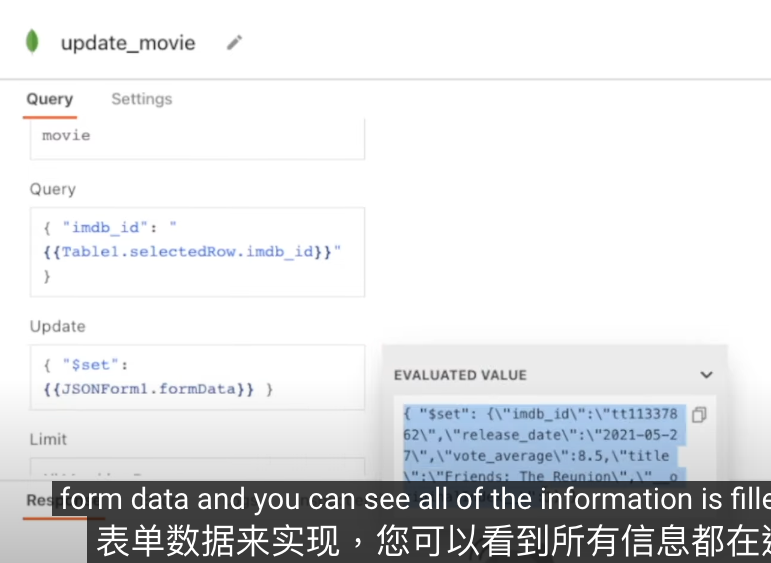 update_movie
Query
Settings
movie
Query
{ "imdb_id": "
{{Table1.selectedRow.imdb_id}}"
}
Update
{ "$set":
{{JSONForm1.formData}} }
EVALUATED VALUE
{ "$set": {\"imdb_id\":\"tt113378
62\",\"release_date\":\"2021-05-2
7\",\"vote_average\":8.5,\"title
\":\"Friends: The Reunion\",\"__o
Limit
form data and you can see all of the information is fille
表单数据来实现，您可以看到所有信息都在